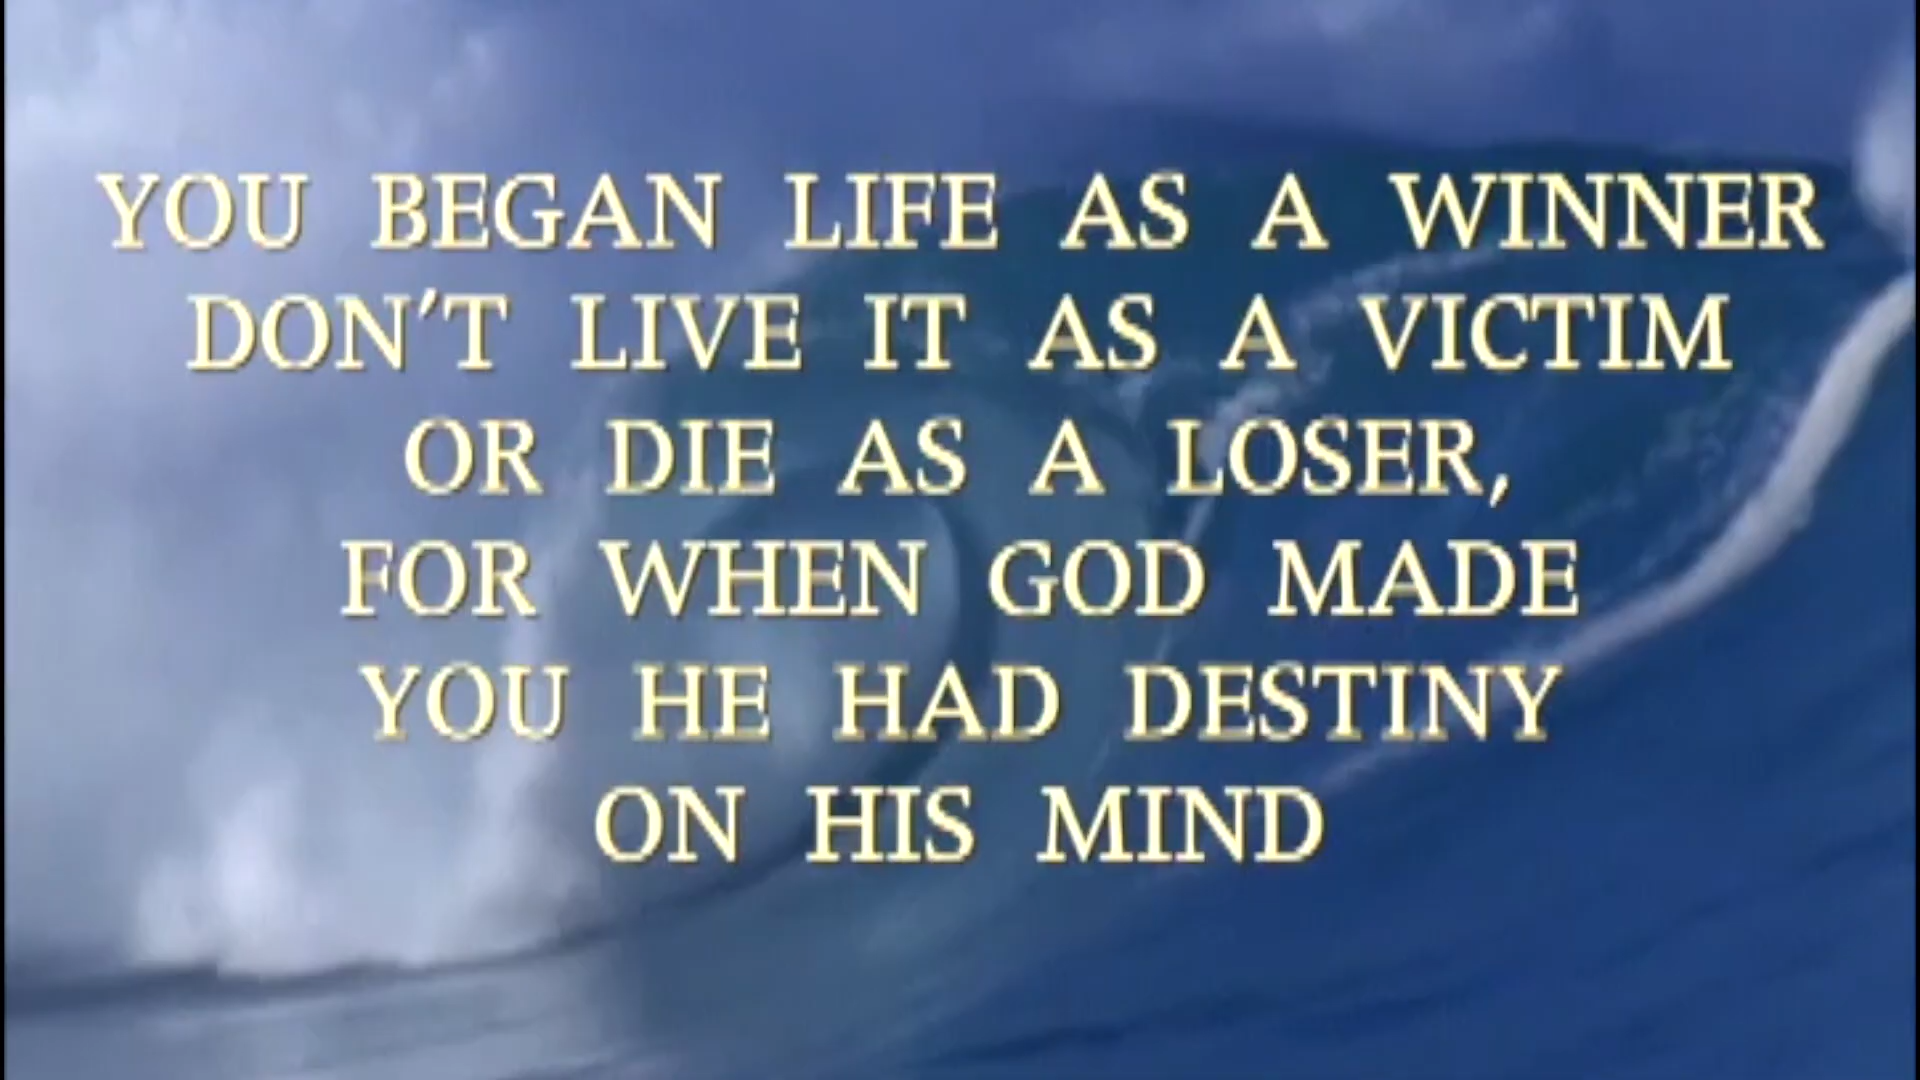 YOU BEGAN LIFE AS A WINNER
DON'T LIVE IT AS A VICTIM
OR DIE AS A LOSER,
FOR WHEN GOD MADE
YOU HE HAD DESTINY
ON HIS MIND